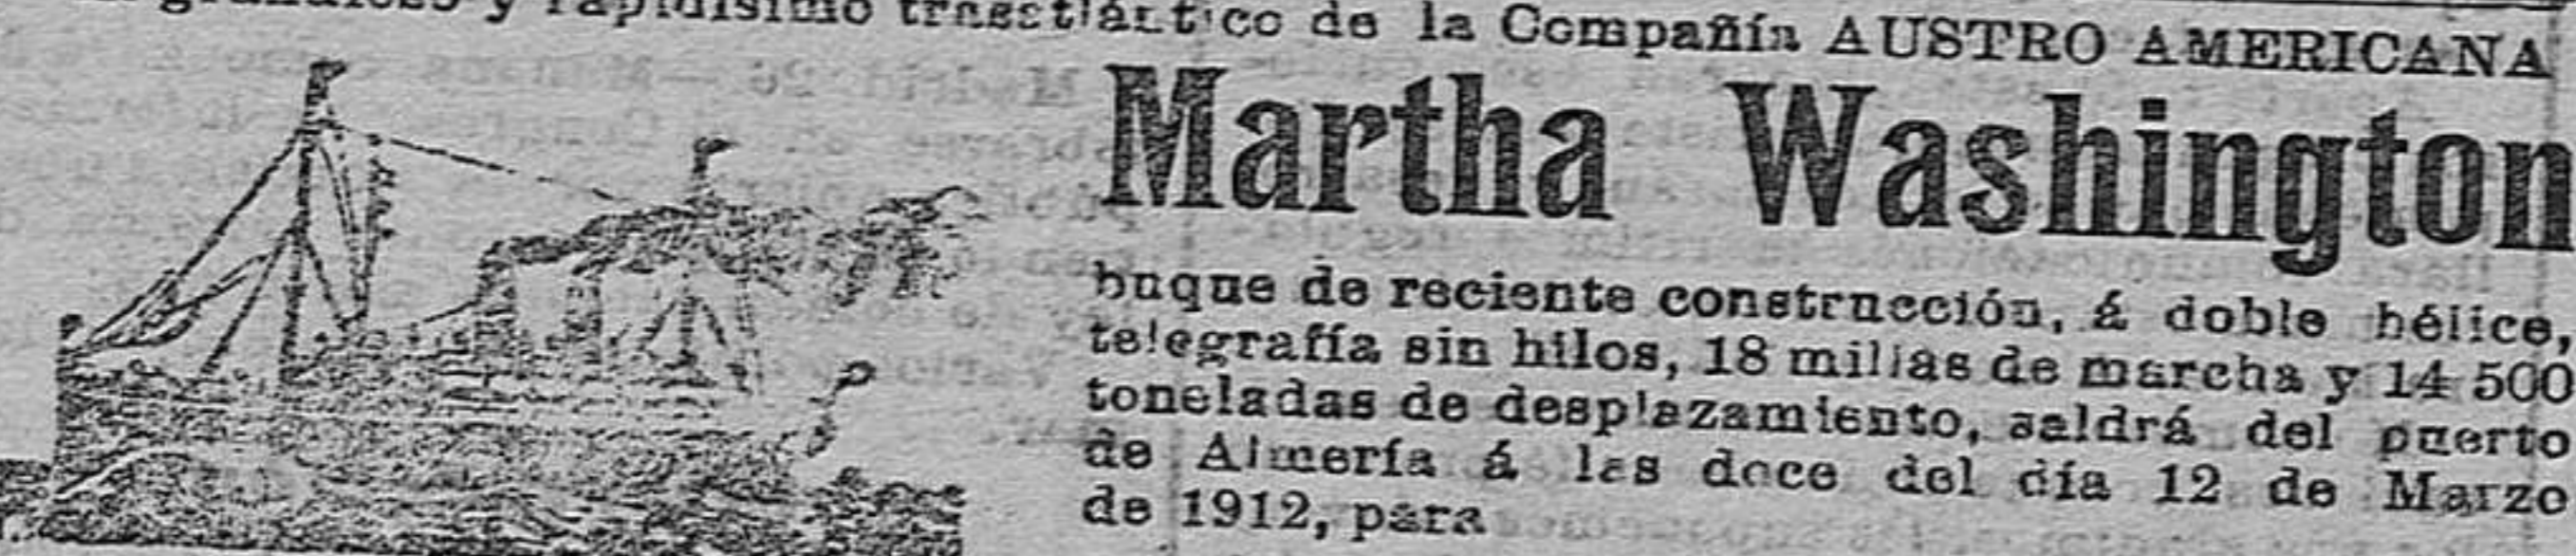 y rapidísimo trasatlántico de la Compañía AUSTRO AMERICANA
Martha Washington
buque de reciente construcción, á doble hélice,
telegrafía sin hilos, 18 millas de marcha y 14 500
toneladas de desplazamiento, saldrá del puerto
de Almería á las doce del día 12 de Marzo
de 1912, para